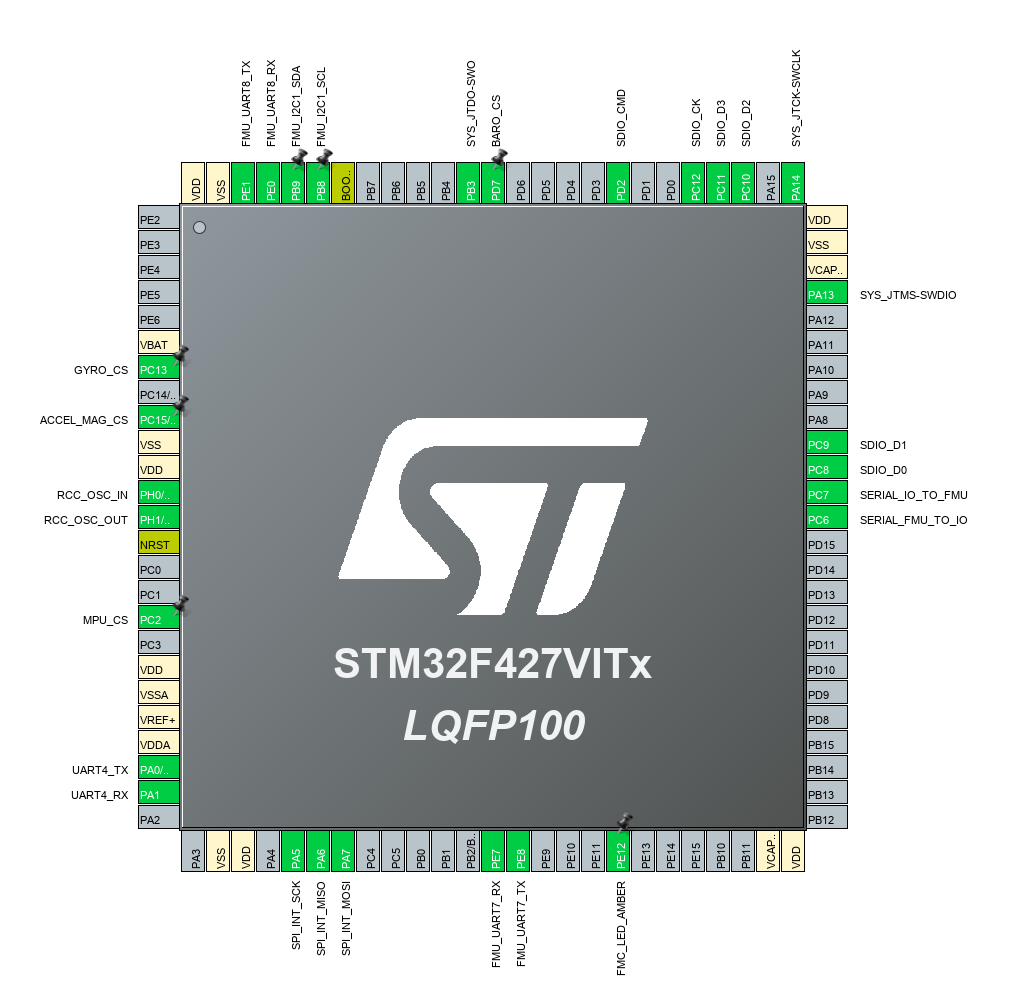 FMU_UART8_TX
FMU_UART8_RX
FMU_I2C1_SDA
FMU_I2C1_SCL
SYS_JTDO-SWO
BARO_CS
SDIO_CMD
SDIO_CK
SDIO_D3
SDIO_D2
SYS_JTCK-SWCLK
VDD
VSS
PE1
PE0
PB9
PB8
BOO..
PB7
PB6
PB5
PB4
PB3
PD7
PD6
PD5
PD4
PD3
PD2
PD1
PD0
PC12
PC11
PC10
PA15
PA14
PE2
PE3
PE4
PE5
PE6
VBAT
GYRO_CS PC13
PC14/..
ACCEL_MAG_CS PC15/..
VSS
VDD
RCC_OSC_IN PH0/..
RCC_OSC_OUT PH1/..
NRST
PC0
PC1
MPU_CS PC2
PC3
VDD
VSSA
VREF+
VDDA
UART4_TX PA0/..
UART4_RX PA1
PA2
STM32F427VITx
LQFP100
VDD
VSS
VCAP..
PA13 SYS_JTMS-SWDIO
PA12
PA11
PA10
PA9
PA8
PC9 SDIO_D1
PC8 SDIO_D0
PC7 SERIAL_IO_TO_FMU
PC6 SERIAL_FMU_TO_IO
PD15
PD14
PD13
PD12
PD11
PD10
PD9
PD8
PB15
PB14
PB13
PB12
PA3
VSS
VDD
PA4
PA5
PA6
PA7
PC4
PC5
PB0
PB1
PB2/B..
PE7
PE8
PE9
PE10
PE11
PE12
PE13
PE14
PE15
PB10
PB11
VCAP..
VDD
SPI_INT_SCK
SPI_INT_MISO
SPI_INT_MOSI
FMU_UART7_RX
FMU_UART7_TX
FMC_LED_AMBER